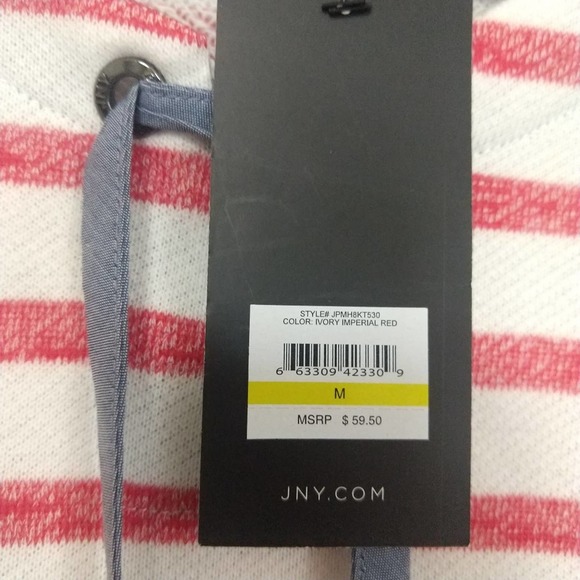 STYLE# JPMH8KT530
COLOR: IVORY IMPERIAL RED
6 63309 42330 9
M
MSRP $ 59.50
JNY.COM